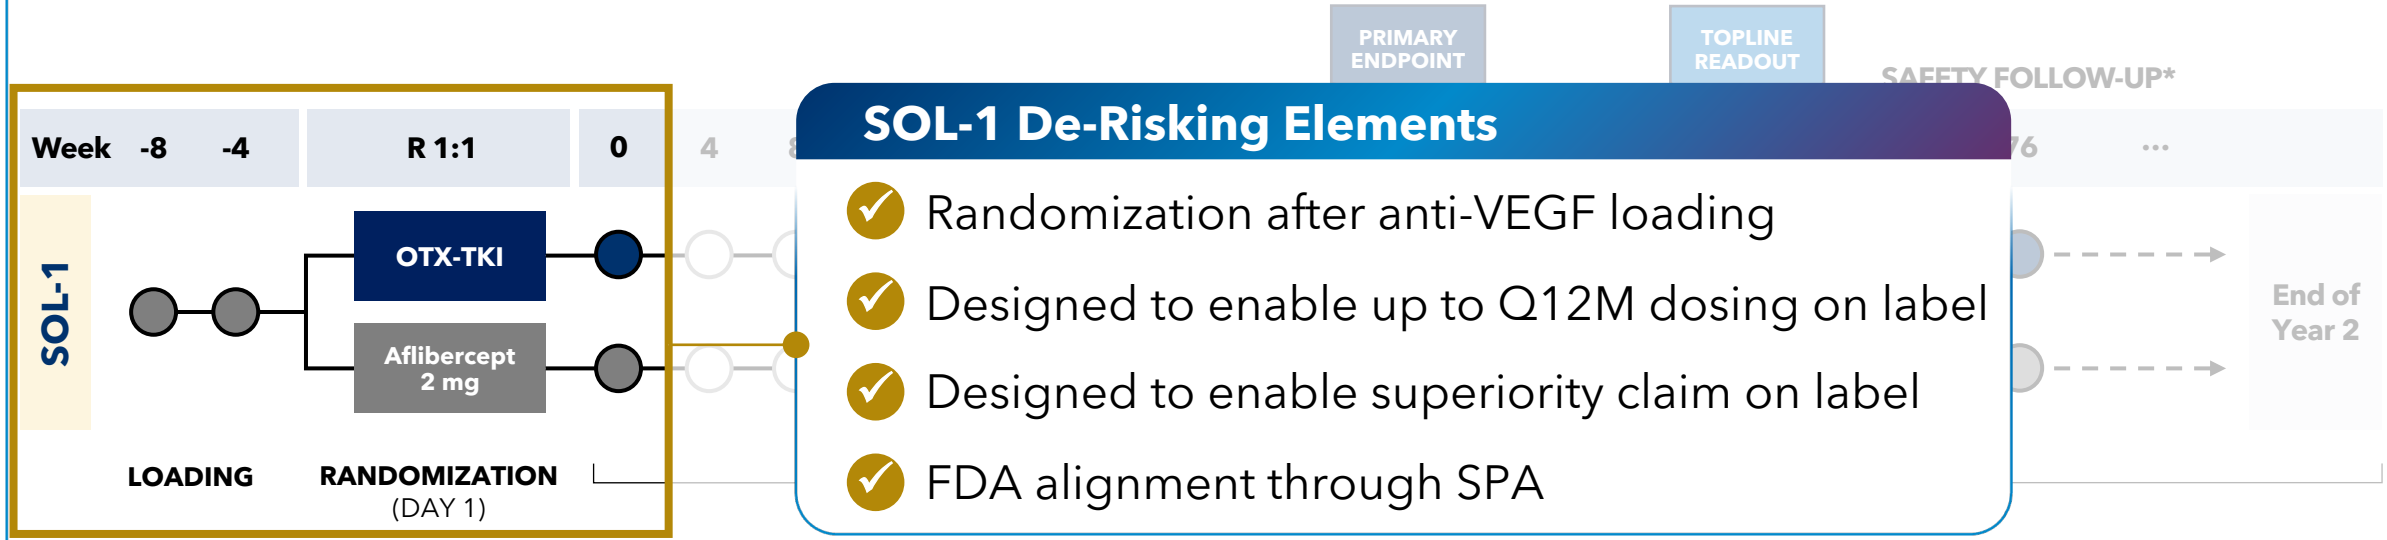 PRIMARY
ENDPOINT
TOPLINE
READOUT
SAFETY FOLLOW-UP*
Week -8 -4 R 1:1 0 4
76 ...
SOL-1
OTX-TKI
Aflibercept
2 mg
LOADING
RANDOMIZATION
(DAY 1)
SOL-1 De-Risking Elements
Randomization after anti-VEGF loading
Designed to enable up to Q12M dosing on label
Designed to enable superiority claim on label
FDA alignment through SPA
End of
Year 2